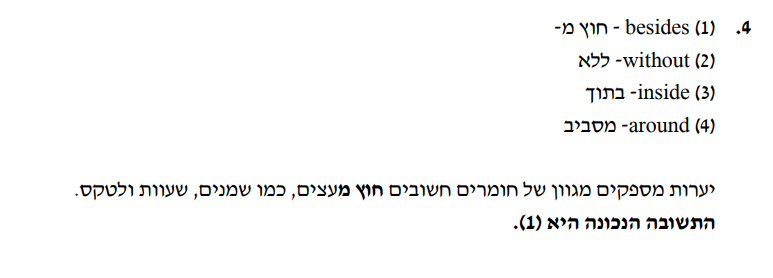 4. (1) besides - חוץ מ-
(2) without- ללא
(3) inside- בתוך
(4) around- מסביב
יערות מספקים מגוון של חומרים חשובים חוץ מעצים, כמו שמנים, שעוות ולטקס.
התשובה הנכונה היא (1).